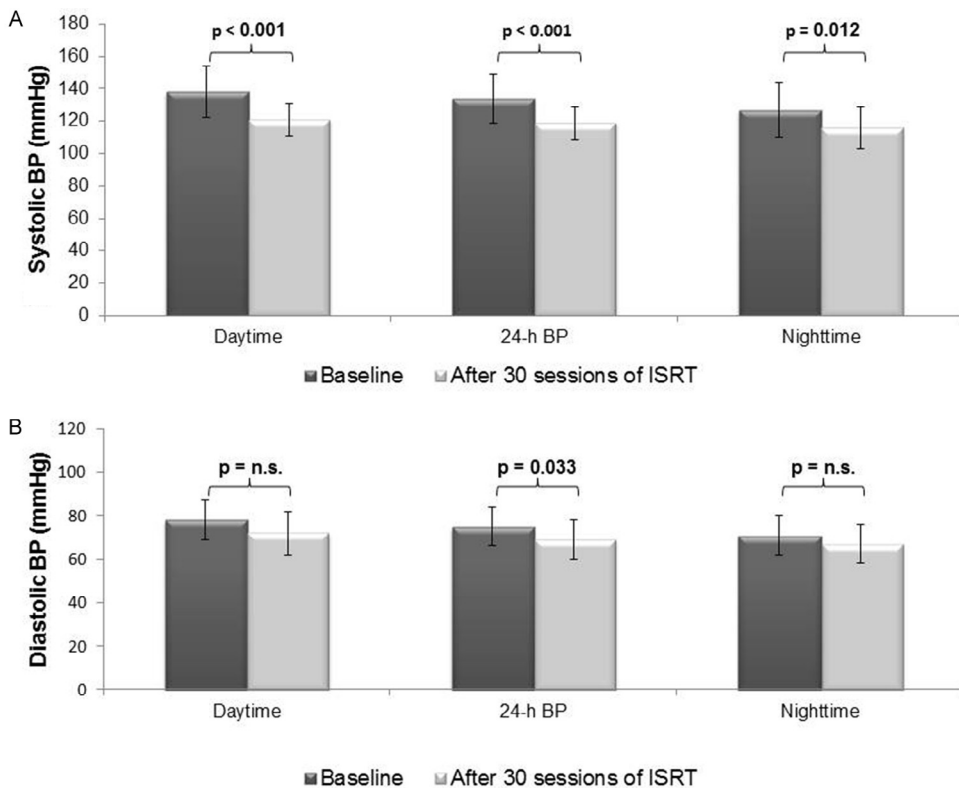 A
Systolic BP (mmHg)
180
160
140
120
100
80
60
40
20
0
p < 0.001
p < 0.001
p = 0.012
Daytime
24-h BP
Nighttime
Baseline
After 30 sessions of ISRT
B
Diastolic BP (mmHg)
120
100
80
60
40
20
0
p = n.s.
p = 0.033
p = n.s.
Daytime
24-h BP
Nighttime
Baseline
After 30 sessions of ISRT